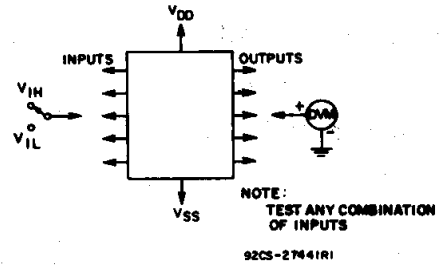 VDD
INPUTS
OUTPUTS
VIH
VIL
+
DVM
-
VSS
NOTE:
TEST ANY COMBINATION
OF INPUTS
92CS-27441R1